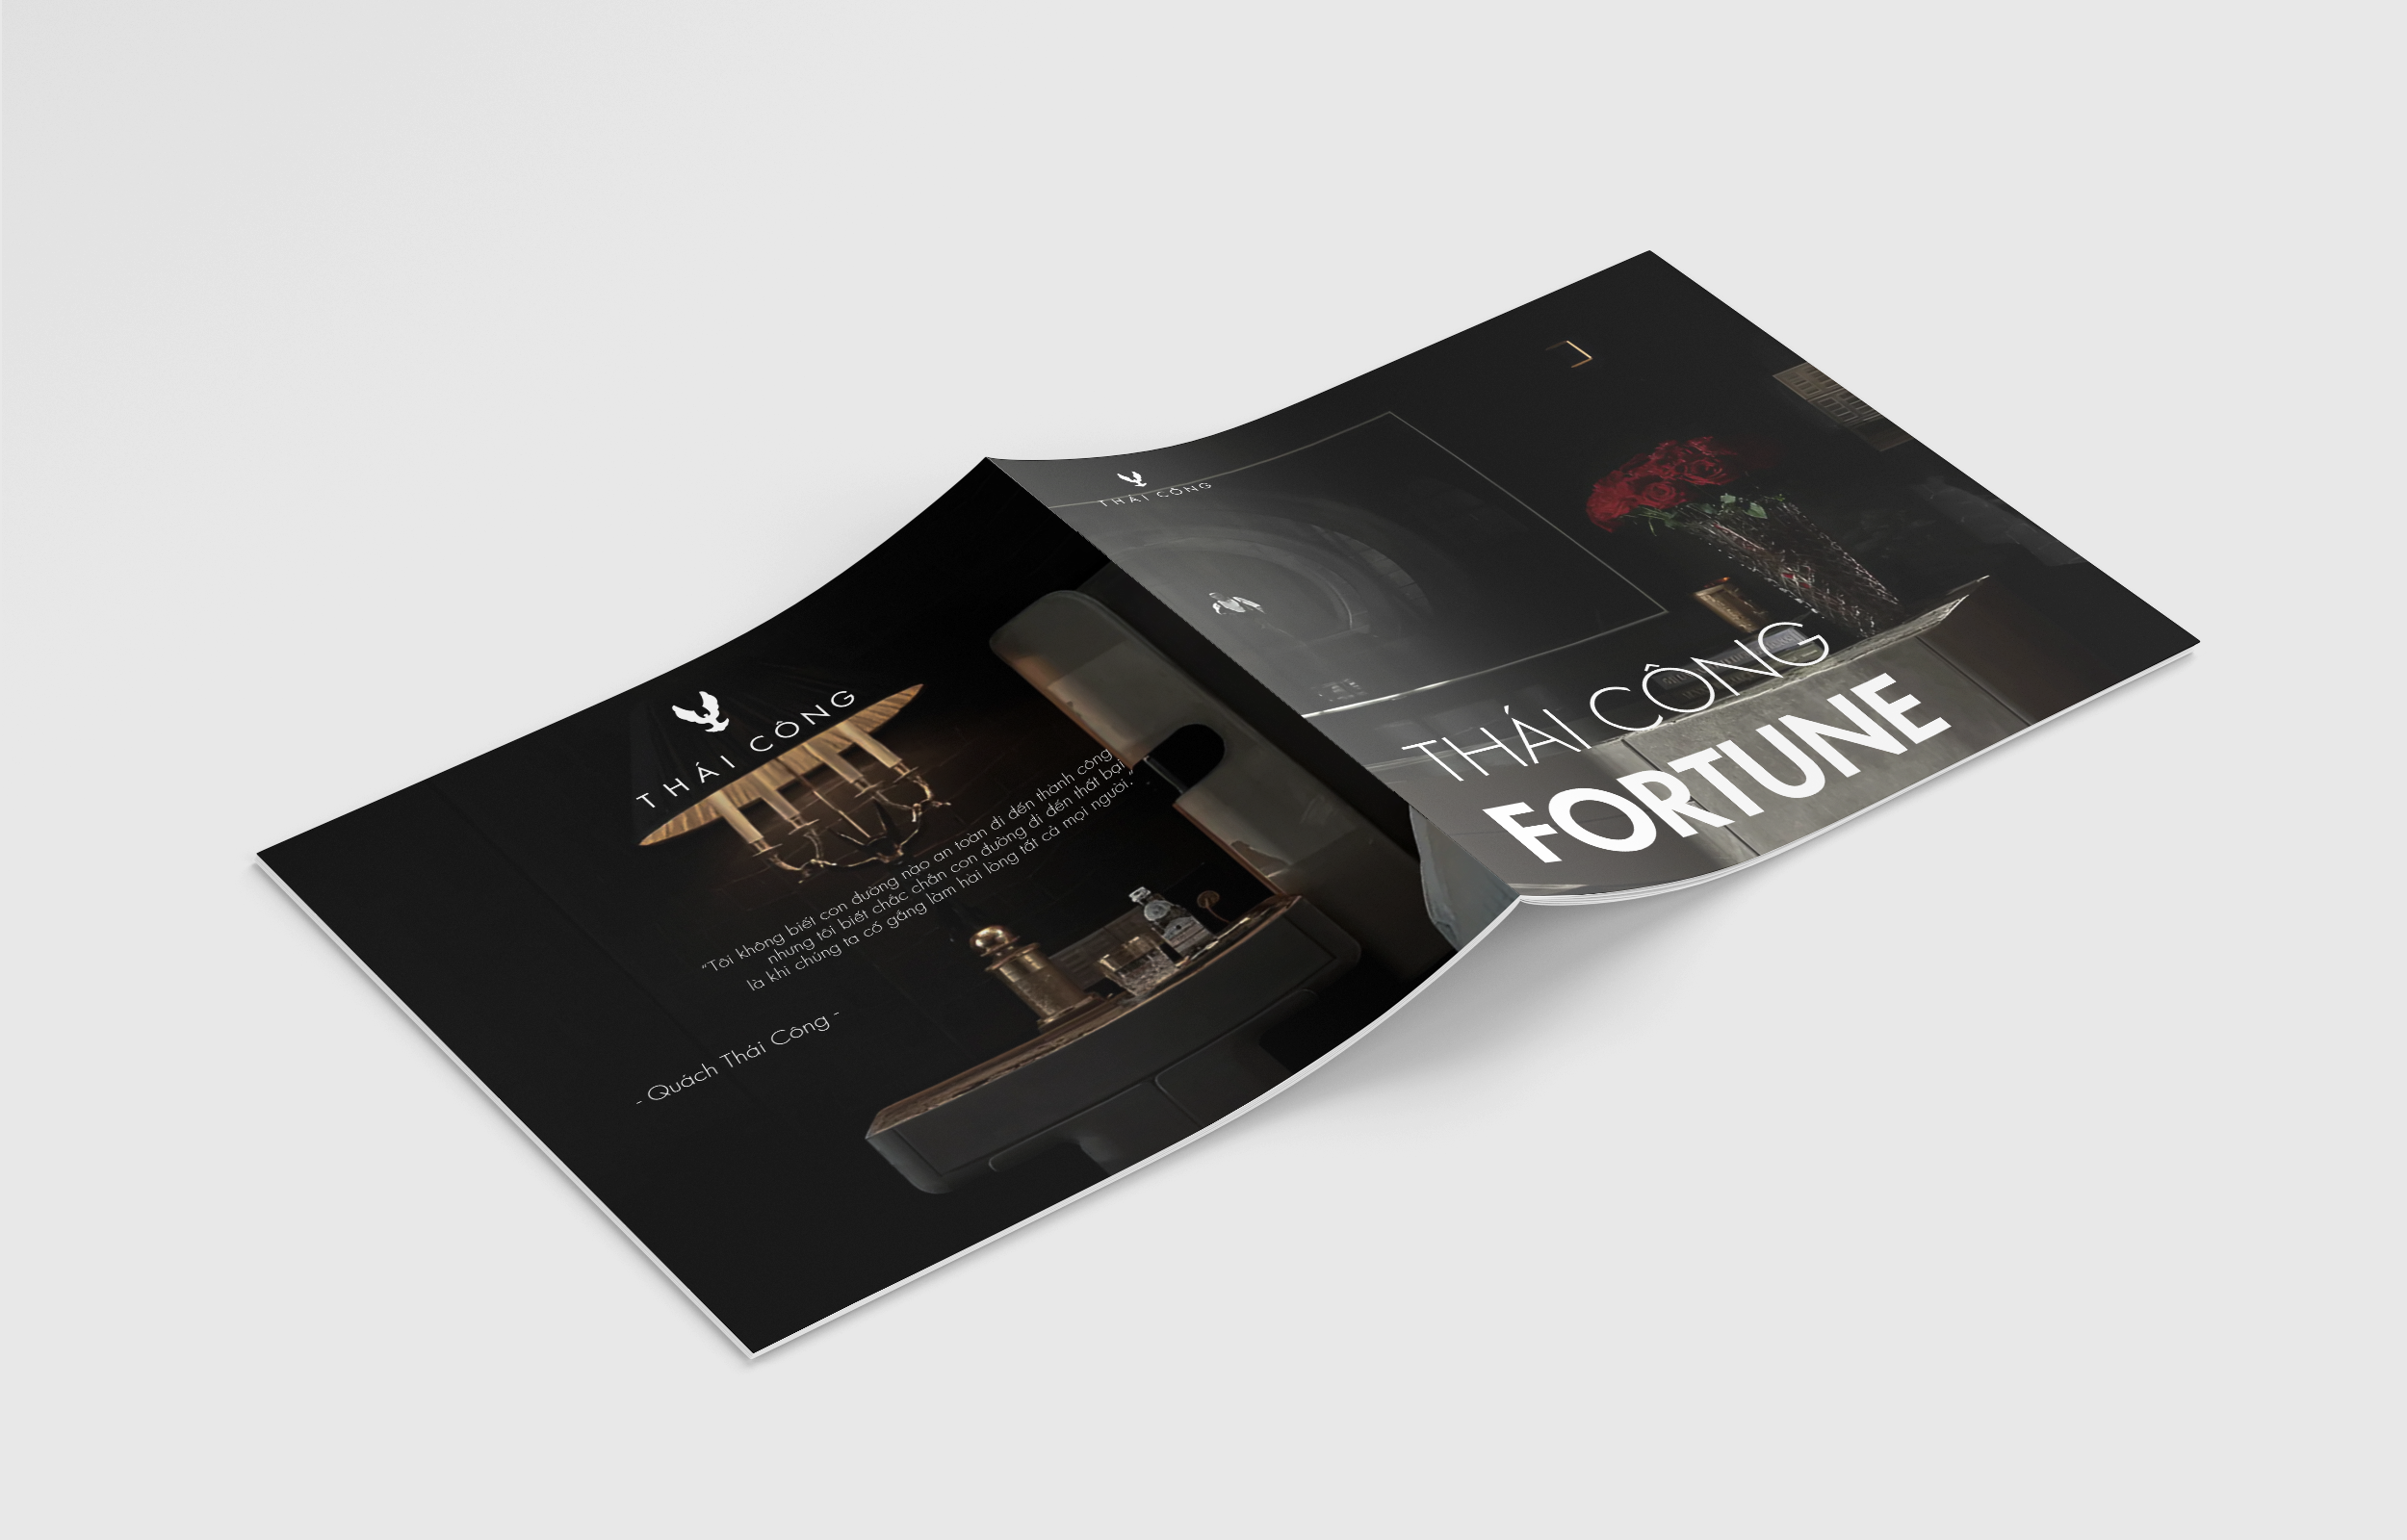 THÁI CÔNG
"Tôi không biết con đường nào an toàn đi đến thành công,
nhưng tôi biết chắc chắn con đường đi đến thất bại
là khi chúng ta cố gắng làm hài lòng tất cả mọi người."
- Quách Thái Công -
THÁI CÔNG
THÁI CÔNG
FORTUNE